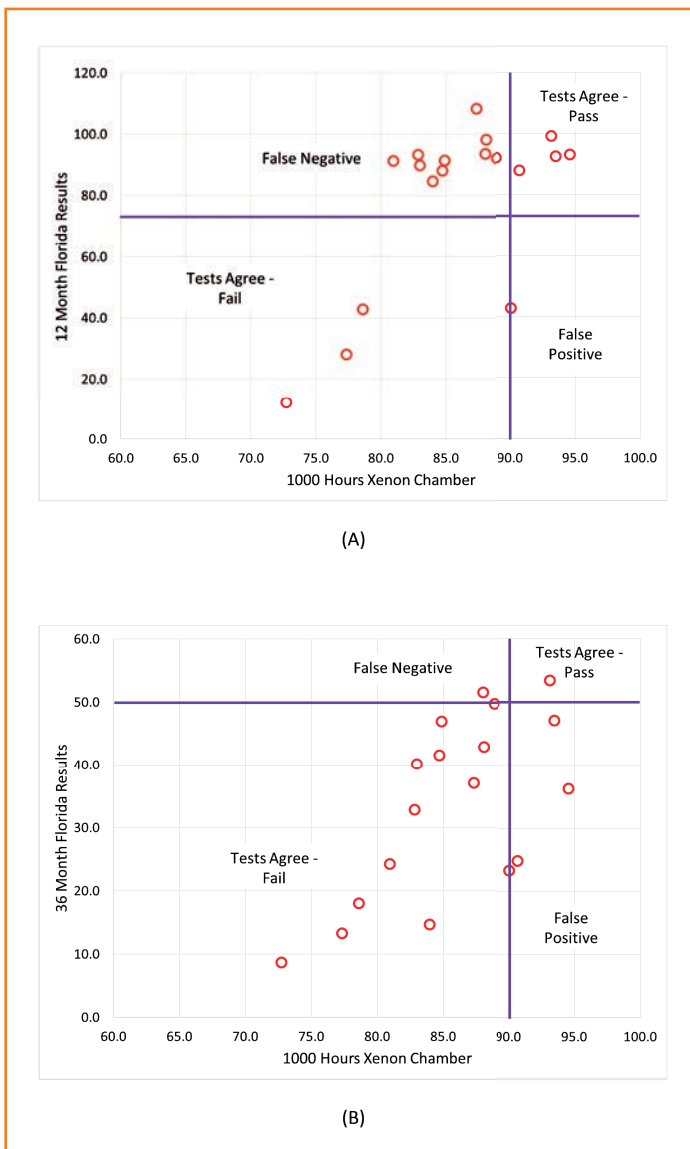 120.0
100.0
80.0
60.0
40.0
20.0
0.0
12 Month Florida Results
Tests Agree -
Pass
False Negative
Tests Agree -
Fail
False
Positive
60.0 65.0 70.0 75.0 80.0 85.0 90.0 95.0 100.0
1000 Hours Xenon Chamber
(A)
60.0
50.0
40.0
30.0
20.0
10.0
0.0
36 Month Florida Results
False Negative
Tests Agree -
Pass
Tests Agree -
Fail
False
Positive
60.0 65.0 70.0 75.0 80.0 85.0 90.0 95.0 100.0
1000 Hours Xenon Chamber
(B)